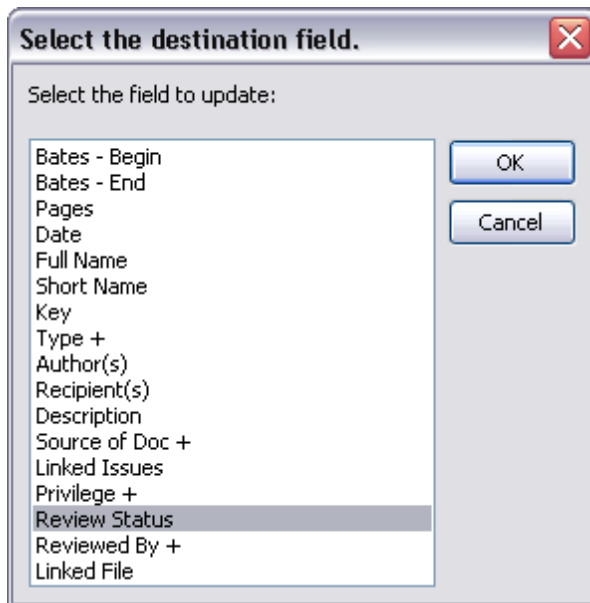 Select the destination field.
Select the field to update:
Bates - Begin
Bates - End
Pages
Date
Full Name
Short Name
Key
Type +
Author(s)
Recipient(s)
Description
Source of Doc +
Linked Issues
Privilege +
Review Status
Reviewed By +
Linked File
OK
Cancel